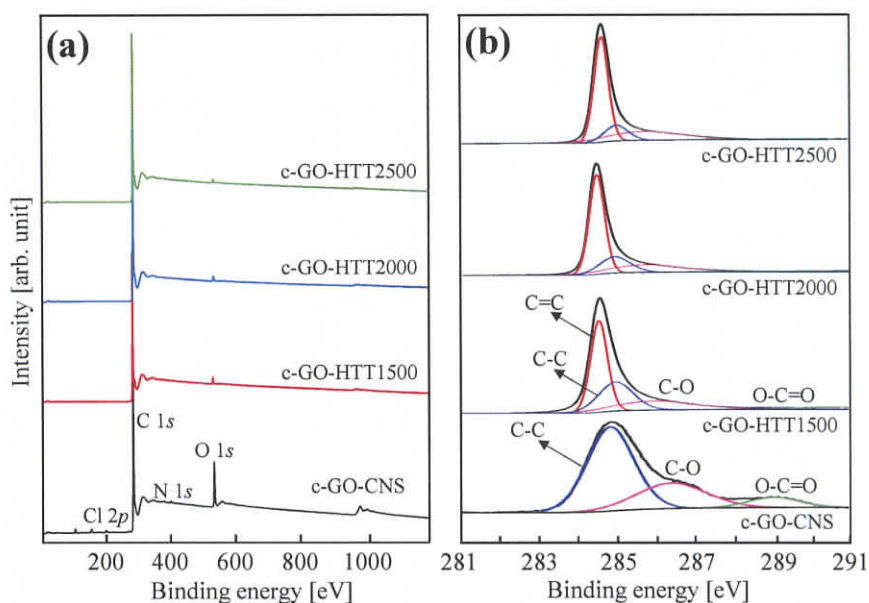 (a)
c-GO-HTT2500
c-GO-HTT2000
c-GO-HTT1500
C 1s
O 1s
N 1s
c-GO-CNS
Cl 2p
200 400 600 800 1000
Binding energy [eV]
Intensity [arb. unit]
(b)
c-GO-HTT2500
c-GO-HTT2000
C=C
C-C
C-O
O-C=O
c-GO-HTT1500
C-C
C-O
O-C=O
c-GO-CNS
281 283 285 287 289 291
Binding energy [eV]